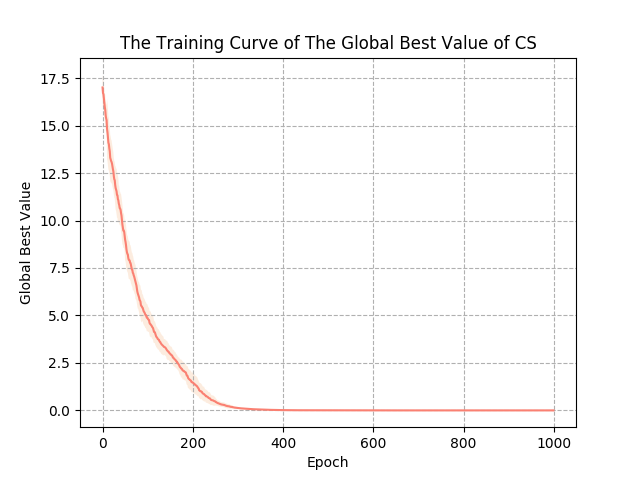 The Training Curve of The Global Best Value of CS
17.5
15.0
12.5
10.0
7.5
5.0
2.5
0.0
Global Best Value
0 200 400 600 800 1000
Epoch